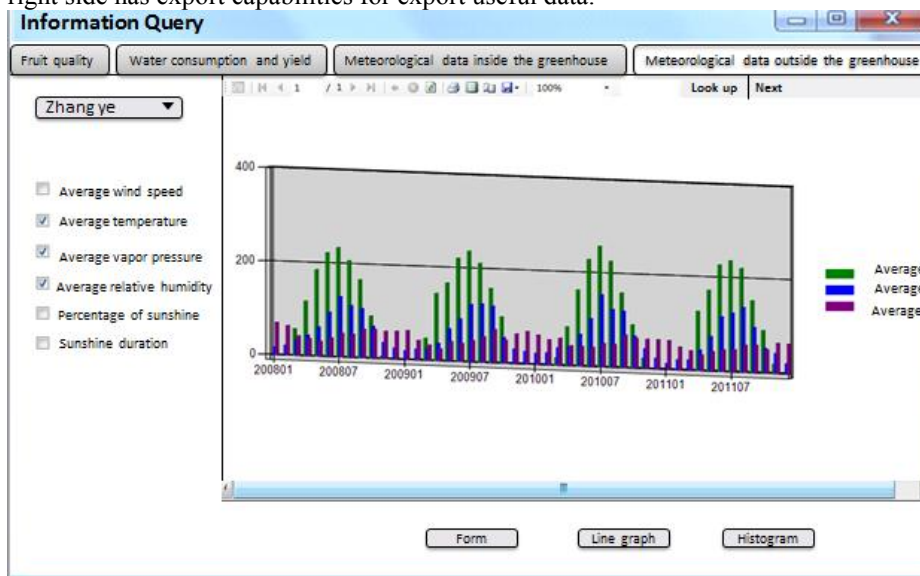 right side has export capabilities for export useful data.
Information Query
Fruit quality
Water consumption and yield
Meteorological data inside the greenhouse
Meteorological data outside the greenhouse
1 / 1
100%
Look up
Next
Zhang ye
Average wind speed
Average temperature
Average vapor pressure
Average relative humidity
Percentage of sunshine
Sunshine duration
400
200
0
200801 200807 200901 200907 201001 201007 201101 201107
Average
Average
Average
Form
Line graph
Histogram